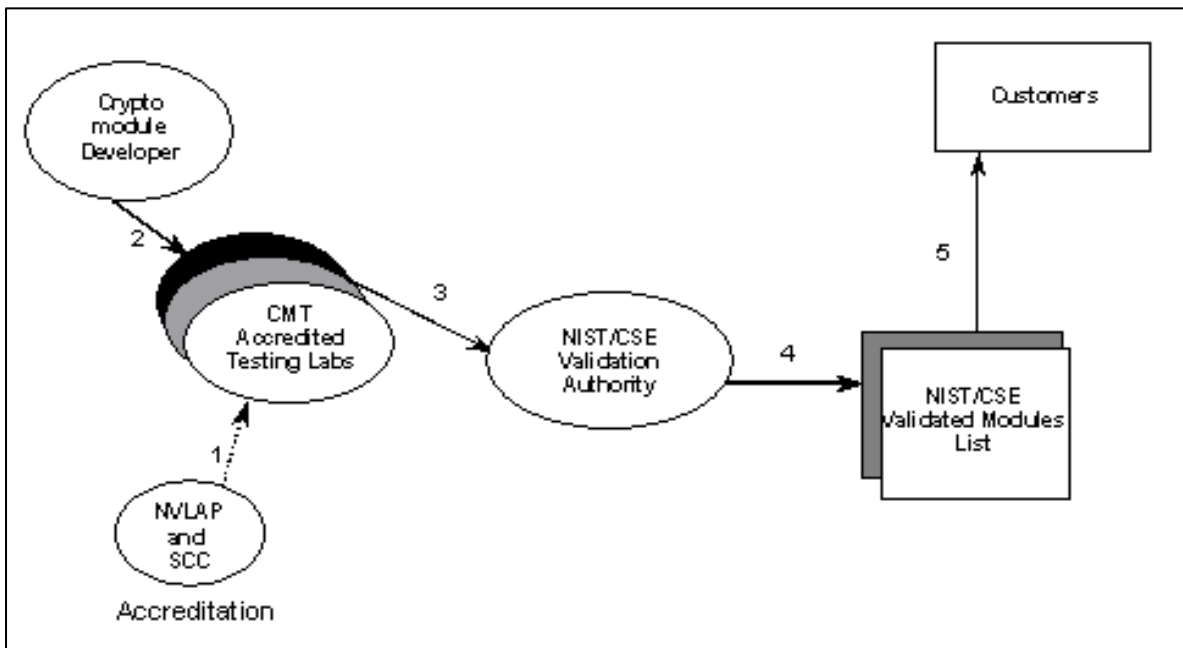 Crypto
module
Developer
2
CMT
Accredited
Testing Labs
1
NVLAP
and
SCC
Accreditation
3
NIST/CSE
Validation
Authority
4
NIST/CSE
Validated Modules
List
5
Customers